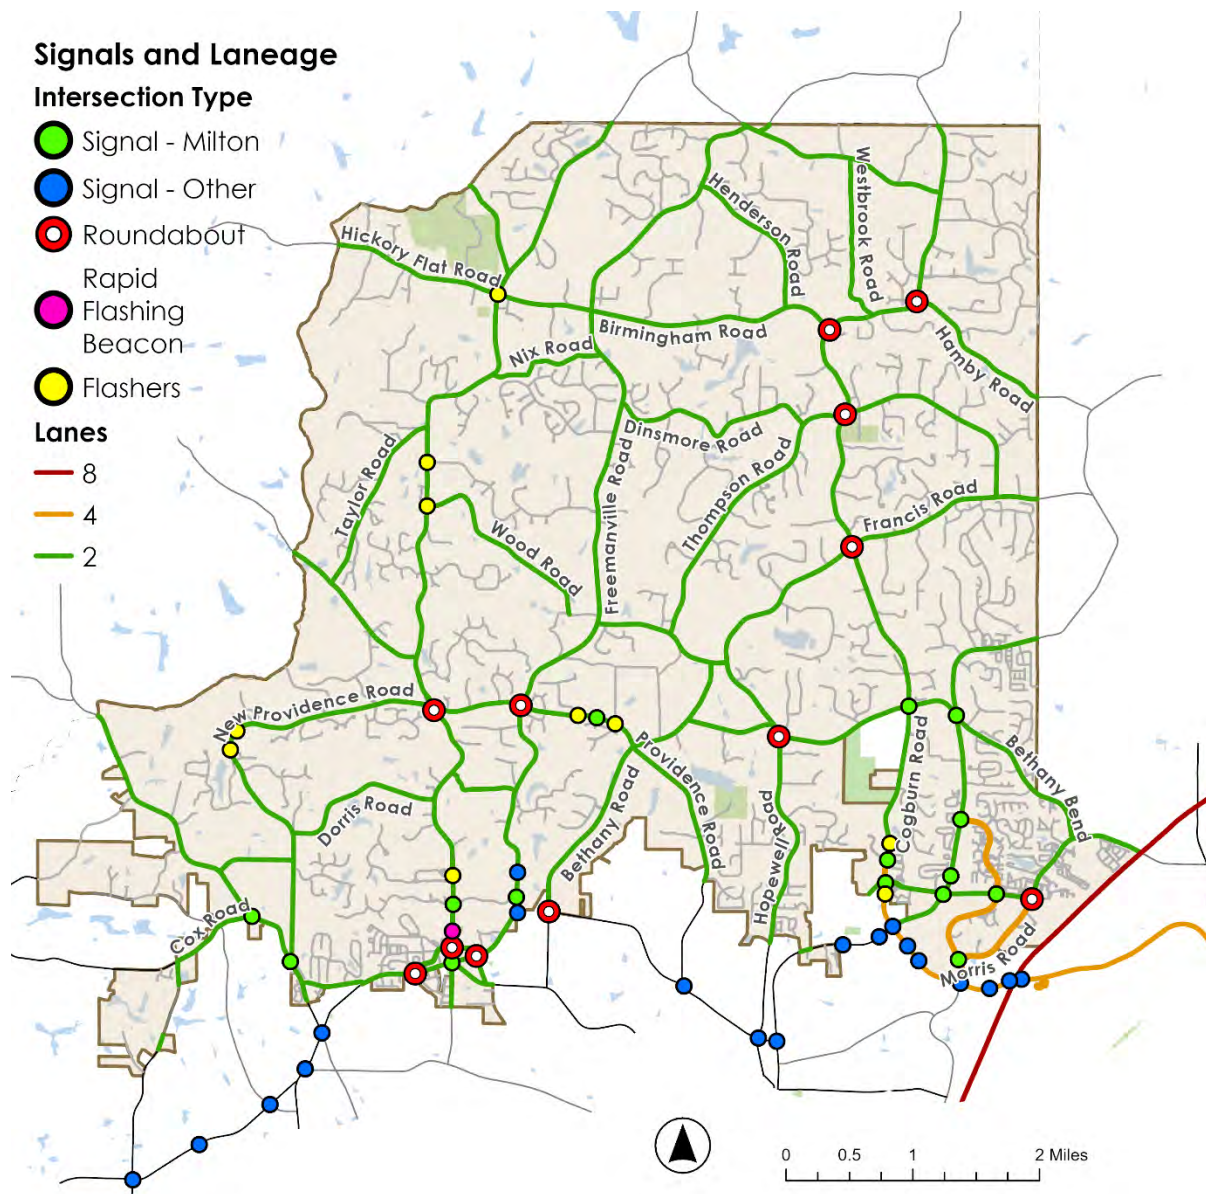 Signals and Laneage
Intersection Type
Signal - Milton
Signal - Other
Roundabout
Rapid
Flashing
Beacon
Flashers
Lanes
8
4
2
Hickory Flat Road
Henderson Road
Westbrook Road
Birmingham Road
Nix Road
Hamby Road
Dinsmore Road
Taylor Road
Freemanville Road
Thompson Road
Francis Road
Wood Road
New Providence Road
Providence Road
Bethany Bend
Cogburn Road
Dorris Road
Bethany Road
Hopewell Road
Cox Road
Morris Road
0 0.5 1 2 Miles